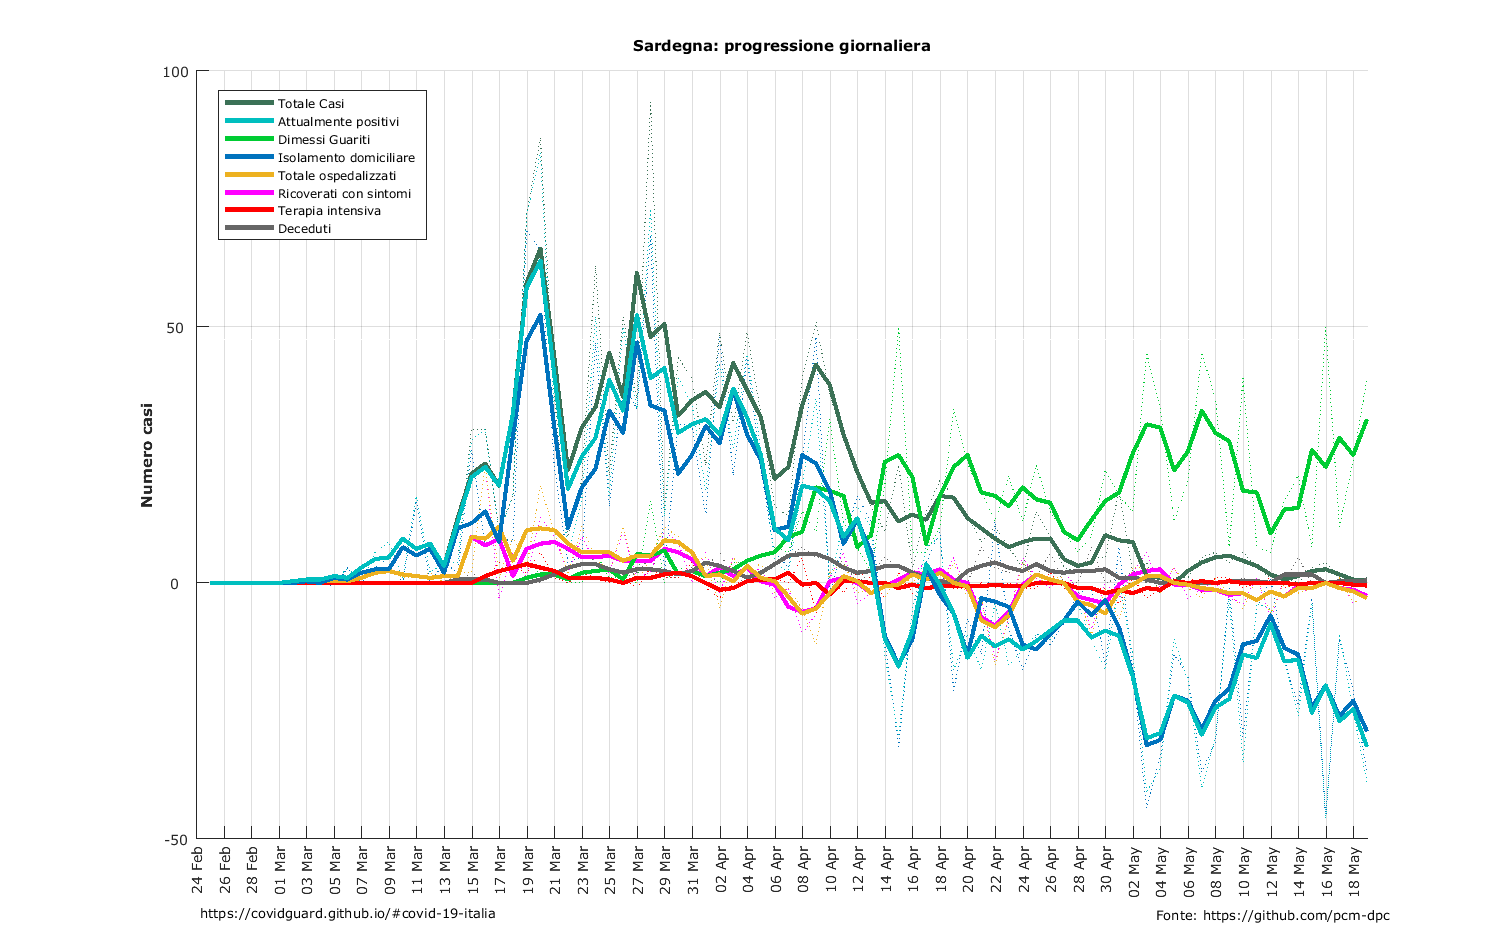 Sardegna: progressione giornaliera
100
50
0
-50
Numero casi
Totale Casi
Attualmente positivi
Dimessi Guariti
Isolamento domiciliare
Totale ospedalizzati
Ricoverati con sintomi
Terapia intensiva
Deceduti
24 Feb
26 Feb
28 Feb
01 Mar
03 Mar
05 Mar
07 Mar
09 Mar
11 Mar
13 Mar
15 Mar
17 Mar
19 Mar
21 Mar
23 Mar
25 Mar
27 Mar
29 Mar
31 Mar
02 Apr
04 Apr
06 Apr
08 Apr
10 Apr
12 Apr
14 Apr
16 Apr
18 Apr
20 Apr
22 Apr
24 Apr
26 Apr
28 Apr
30 Apr
02 May
04 May
06 May
08 May
10 May
12 May
14 May
16 May
18 May
https://covidguard.github.io/#covid-19-italia
Fonte: https://github.com/pcm-dpc